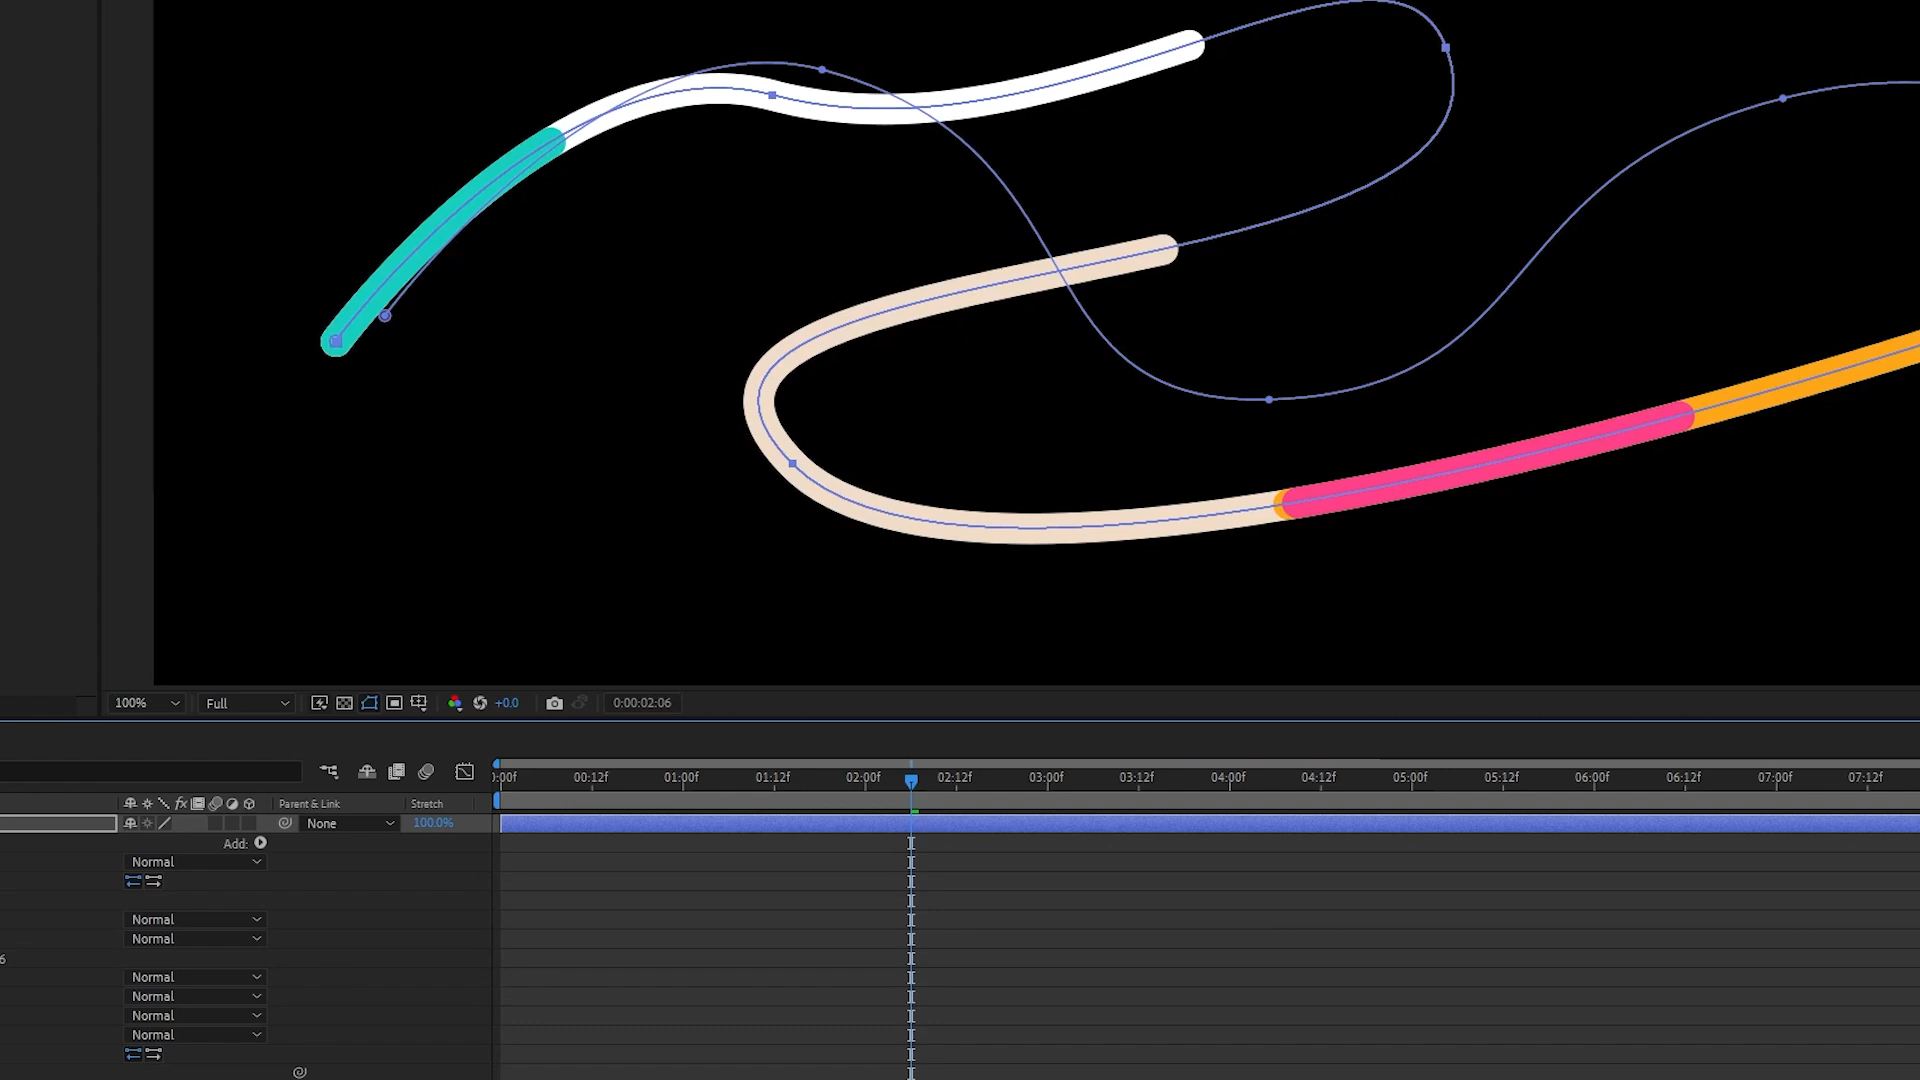 100% Full +0.0 0:00:02:06
:00f 00:12f 01:00f 01:12f 02:00f 02:12f 03:00f 03:12f 04:00f 04:12f 05:00f 05:12f 06:00f 06:12f 07:00f 07:12f
fx Parent & Link Stretch
None 100.0%
Add:
Normal
Normal
Normal
6
Normal
Normal
Normal
Normal